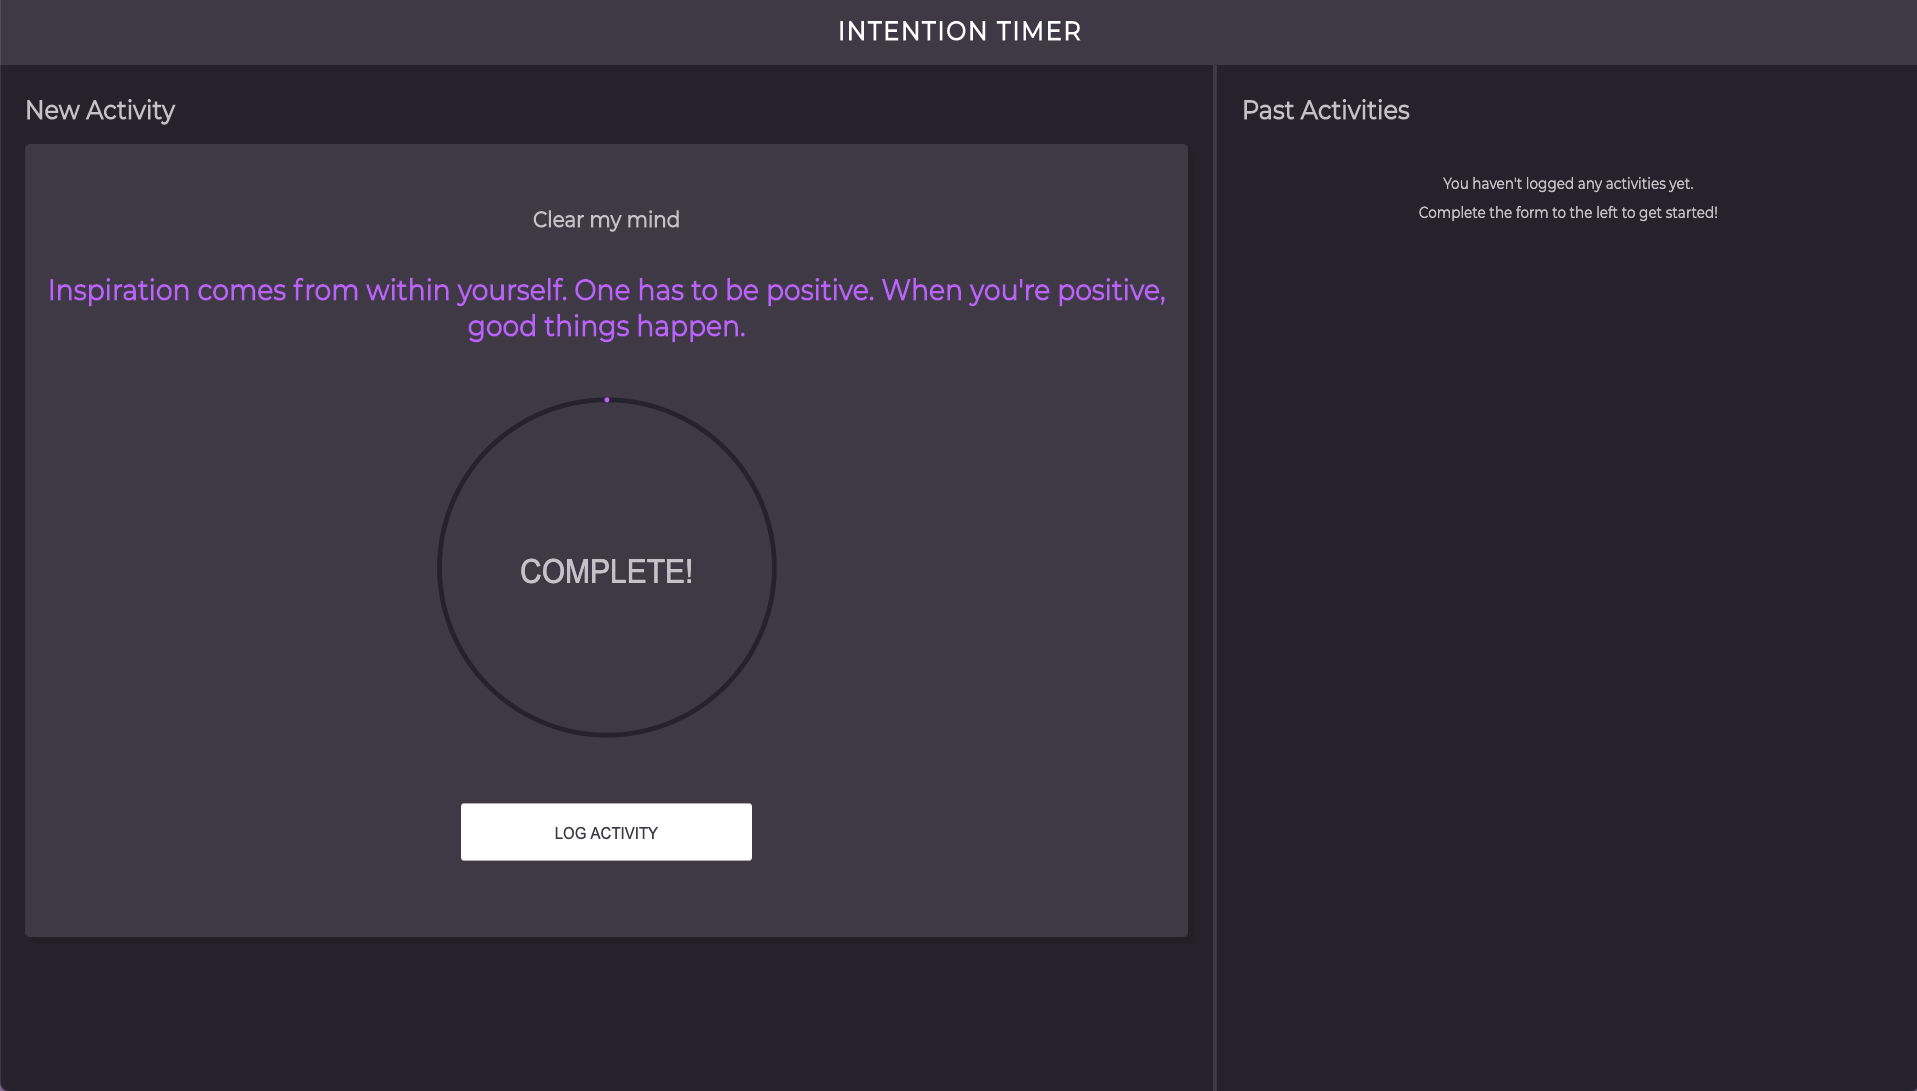 INTENTION TIMER
New Activity
Clear my mind
Inspiration comes from within yourself. One has to be positive. When you're positive,
good things happen.
COMPLETE!
LOG ACTIVITY
Past Activities
You haven't logged any activities yet.
Complete the form to the left to get started!